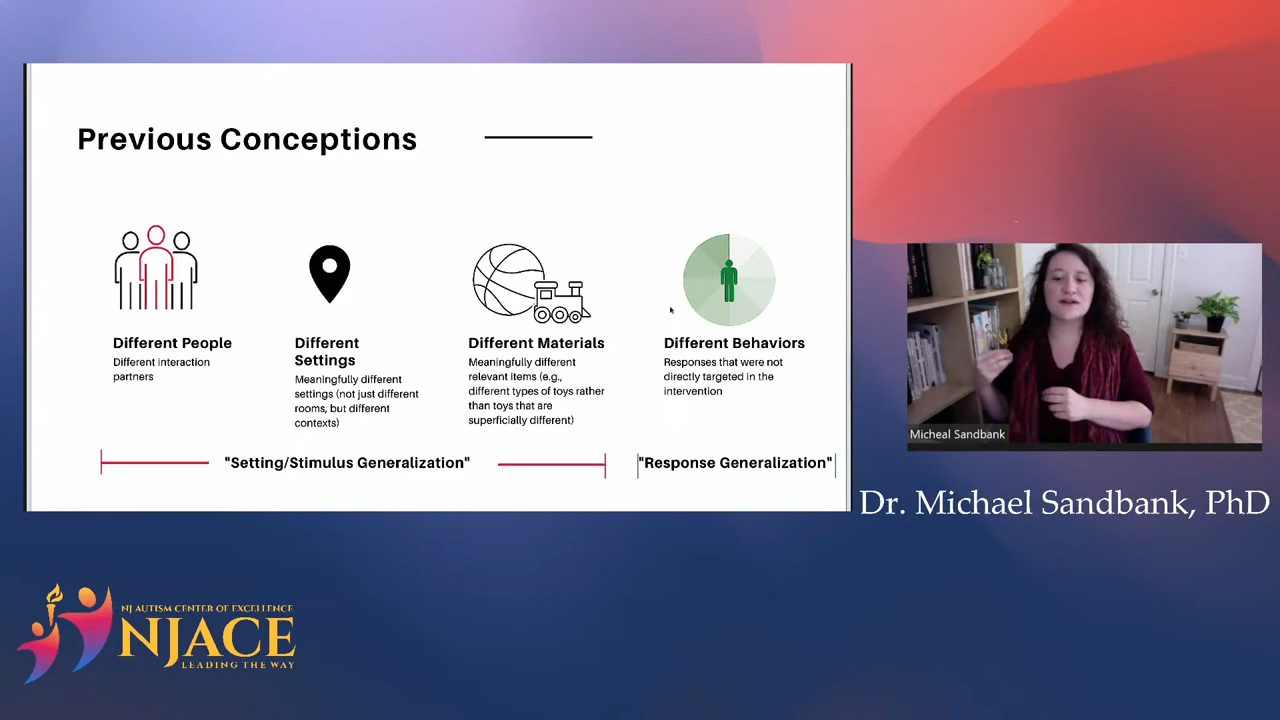 Previous Conceptions
Different People
Different interaction
partners
Different
Settings
Meaningfully different
settings (not just different
rooms, but different
contexts)
Different Materials
Meaningfully different
relevant items (e.g.,
different types of toys rather
than toys that are
superficially different)
Different Behaviors
Responses that were not
directly targeted in the
intervention
"Setting/Stimulus Generalization"
"Response Generalization"
Micheal Sandbank
Dr. Michael Sandbank, PhD
NJ AUTISM CENTER OF EXCELLENCE
NJACE
LEADING THE WAY